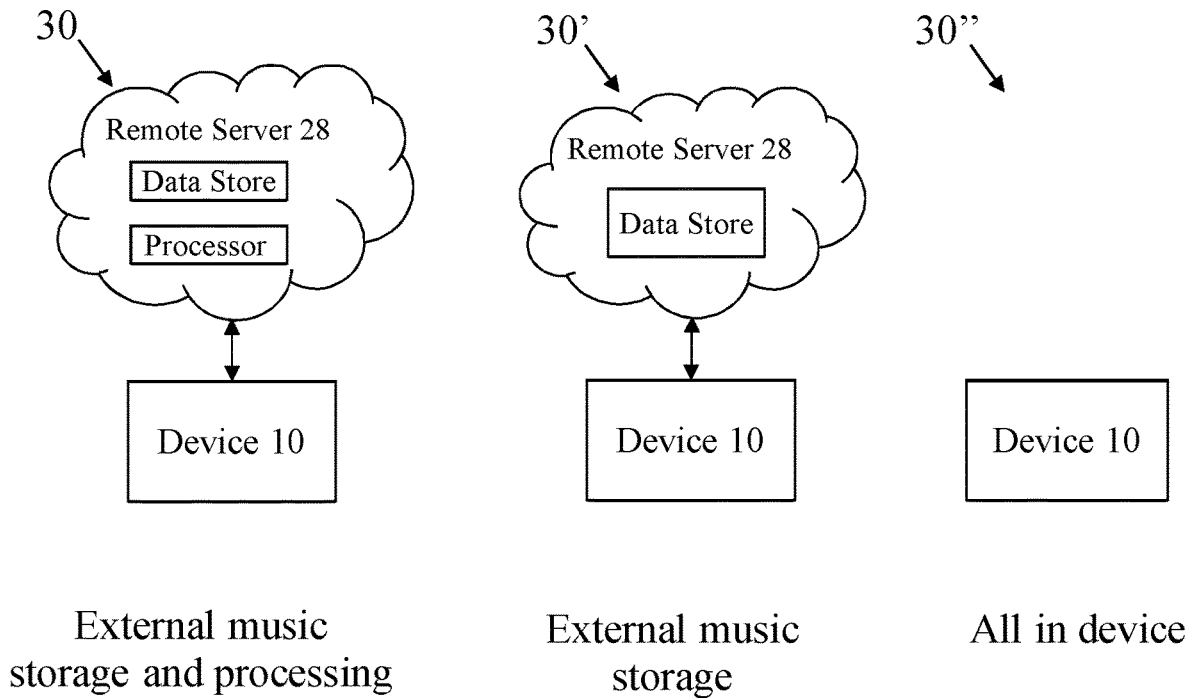 30
Remote Server 28
Data Store
Processor
Device 10
External music
storage and processing
30’
Remote Server 28
Data Store
Device 10
External music
storage
30”
Device 10
All in device